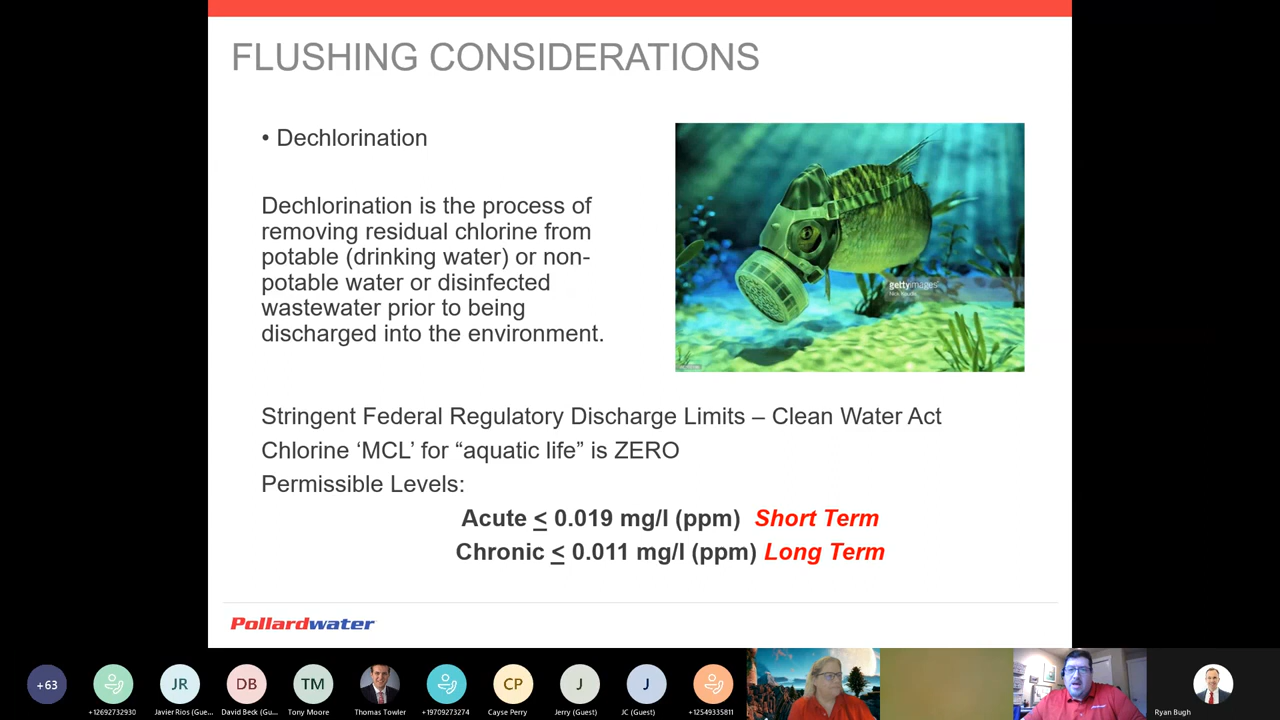 FLUSHING CONSIDERATIONS
• Dechlorination
Dechlorination is the process of
removing residual chlorine from
potable (drinking water) or non-
potable water or disinfected
wastewater prior to being
discharged into the environment.
gettyimages
Stringent Federal Regulatory Discharge Limits – Clean Water Act
Chlorine ‘MCL’ for “aquatic life” is ZERO
Permissible Levels:
Acute ≤ 0.019 mg/l (ppm) Short Term
Chronic ≤ 0.011 mg/l (ppm) Long Term
Pollardwater
+63
JR
DB
TM
CP
J
J
+12692732930
Javier Rios (Gue...
David Beck (Gu...
Tony Moore
Thomas Towler
+19709273274
Cayse Perry
Jerry (Guest)
JC (Guest)
+12549335811
Ryan Bugh